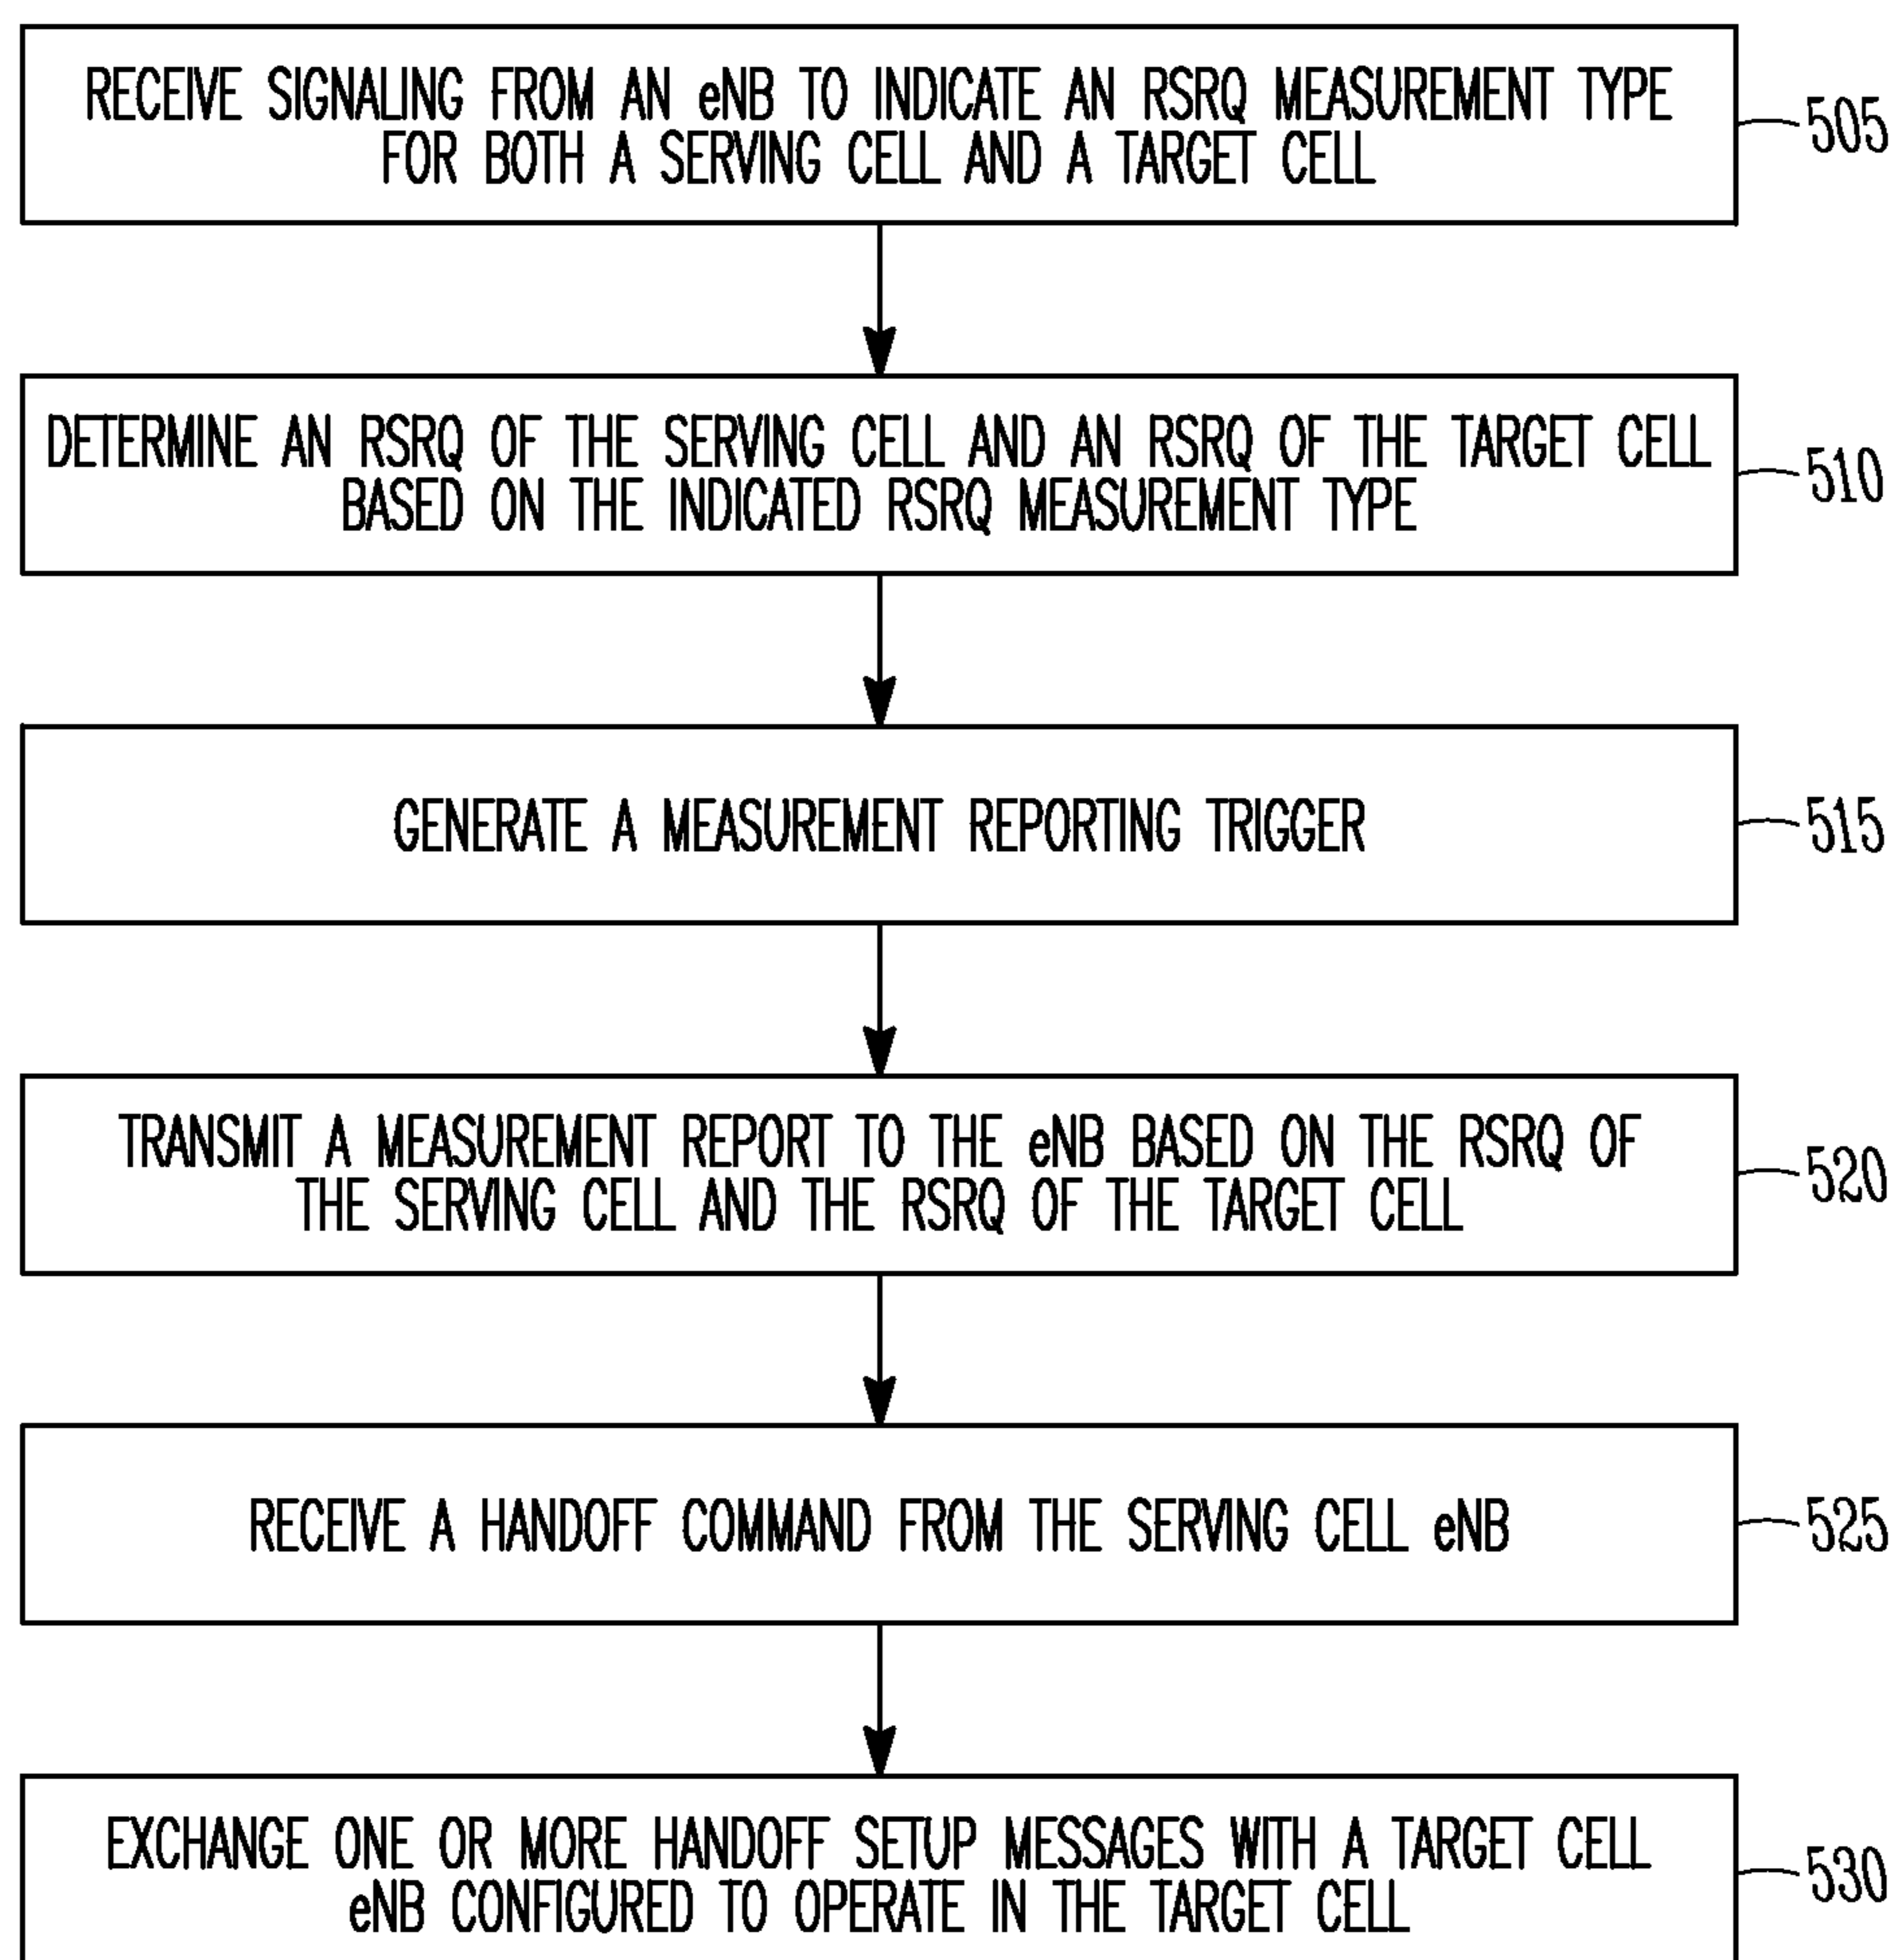 RECEIVE SIGNALING FROM AN eNB TO INDICATE AN RSRQ MEASUREMENT TYPE
FOR BOTH A SERVING CELL AND A TARGET CELL
505
DETERMINE AN RSRQ OF THE SERVING CELL AND AN RSRQ OF THE TARGET CELL
BASED ON THE INDICATED RSRQ MEASUREMENT TYPE
510
GENERATE A MEASUREMENT REPORTING TRIGGER
515
TRANSMIT A MEASUREMENT REPORT TO THE eNB BASED ON THE RSRQ OF
THE SERVING CELL AND THE RSRQ OF THE TARGET CELL
520
RECEIVE A HANDOFF COMMAND FROM THE SERVING CELL eNB
525
EXCHANGE ONE OR MORE HANDOFF SETUP MESSAGES WITH A TARGET CELL
eNB CONFIGURED TO OPERATE IN THE TARGET CELL
530